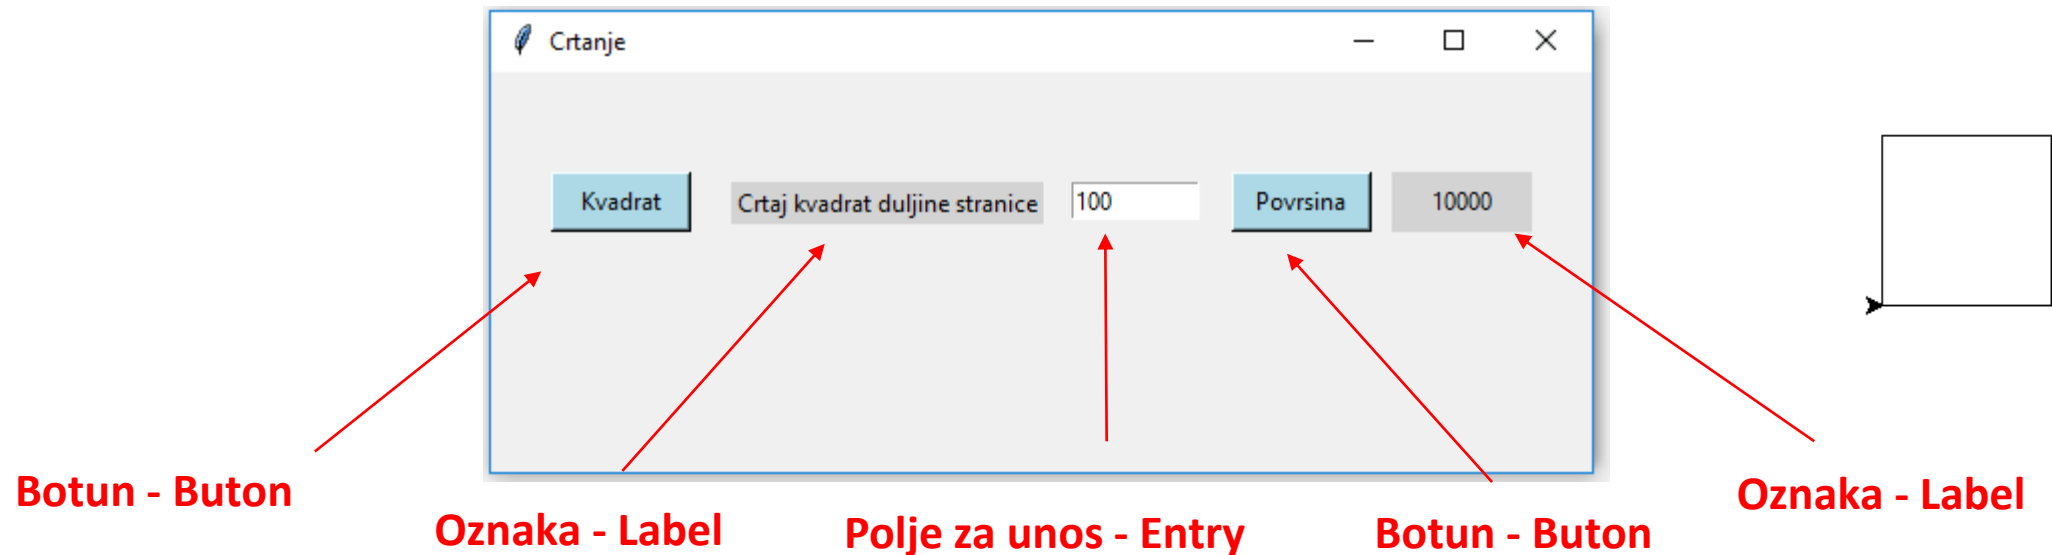 Crtanje
Kvadrat
Crtaj kvadrat duljine stranice
100
Povrsina
10000
Botun - Buton
Oznaka - Label
Polje za unos - Entry
Botun - Buton
Oznaka - Label